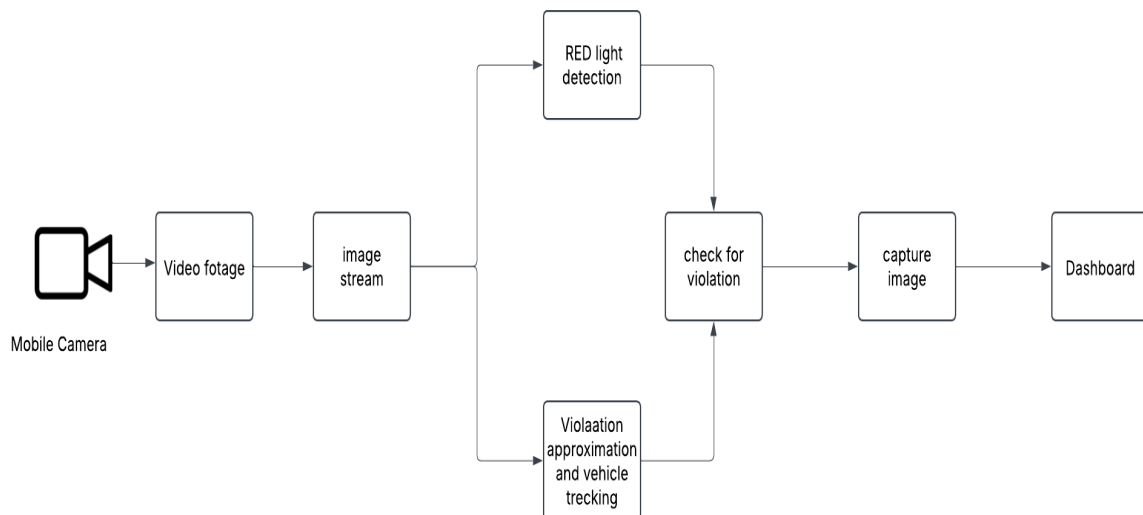 RED light
detection
Video fotage
image
stream
check for
violation
capture
image
Dashboard
Mobile Camera
Violaation
approximation
and vehicle
trecking